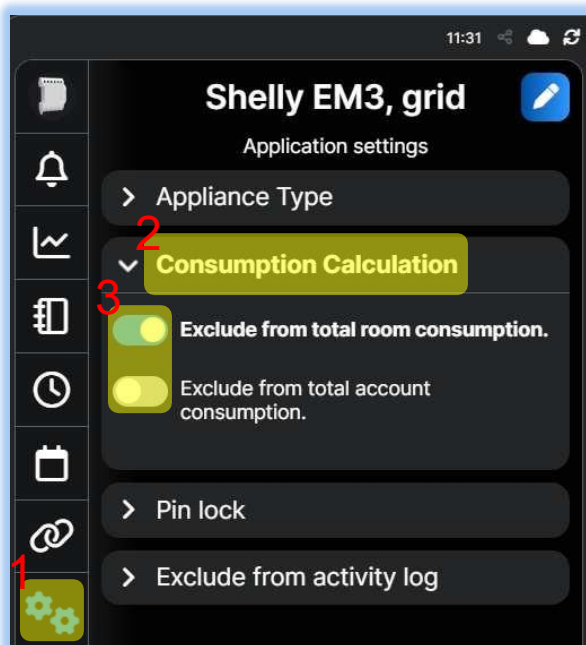 11:31
Shelly EM3, grid
Application settings
Appliance Type
2
Consumption Calculation
3
Exclude from total room consumption.
Exclude from total account
consumption.
Pin lock
1
Exclude from activity log